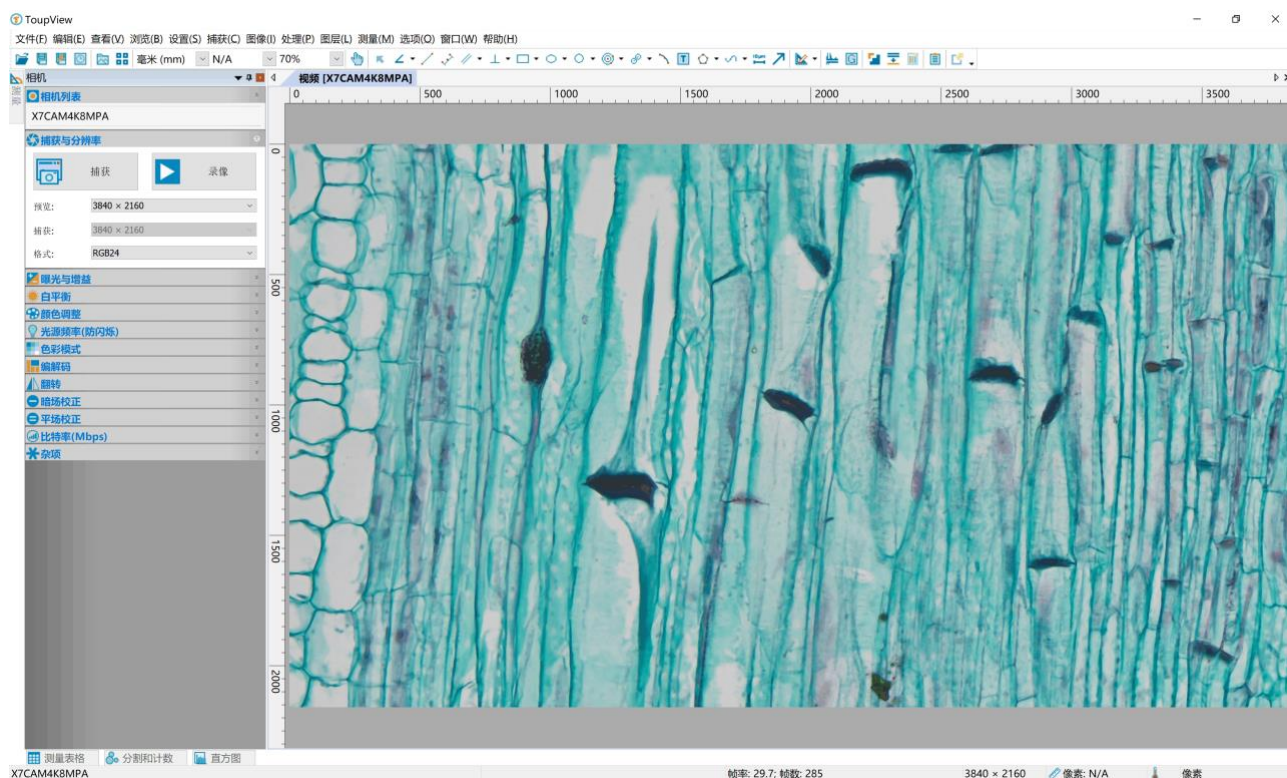 ToupView
文件(F) 编辑(E) 查看(V) 浏览(B) 设置(S) 捕获(C) 图像(I) 处理(P) 图层(L) 测量(M) 选项(O) 窗口(W) 帮助(H)
毫米 (mm) N/A 70%
相机
视频 [X7CAM4K8MPA]
相机列表
0 500 1000 1500 2000 2500 3000 3500
X7CAM4K8MPA
捕获与分辨率
捕获 录像
预览: 3840 × 2160
捕获: 3840 × 2160
格式: RGB24
曝光与增益
白平衡
颜色调整
光源频率(防闪烁)
色彩模式
编解码
翻转
暗场校正
平场校正
比特率(Mbps)
杂项
0
500
1000
1500
2000
测量表格 分割和计数 直方图
X7CAM4K8MPA 帧率: 29.7; 帧数: 285 3840 × 2160 像素: N/A 像素